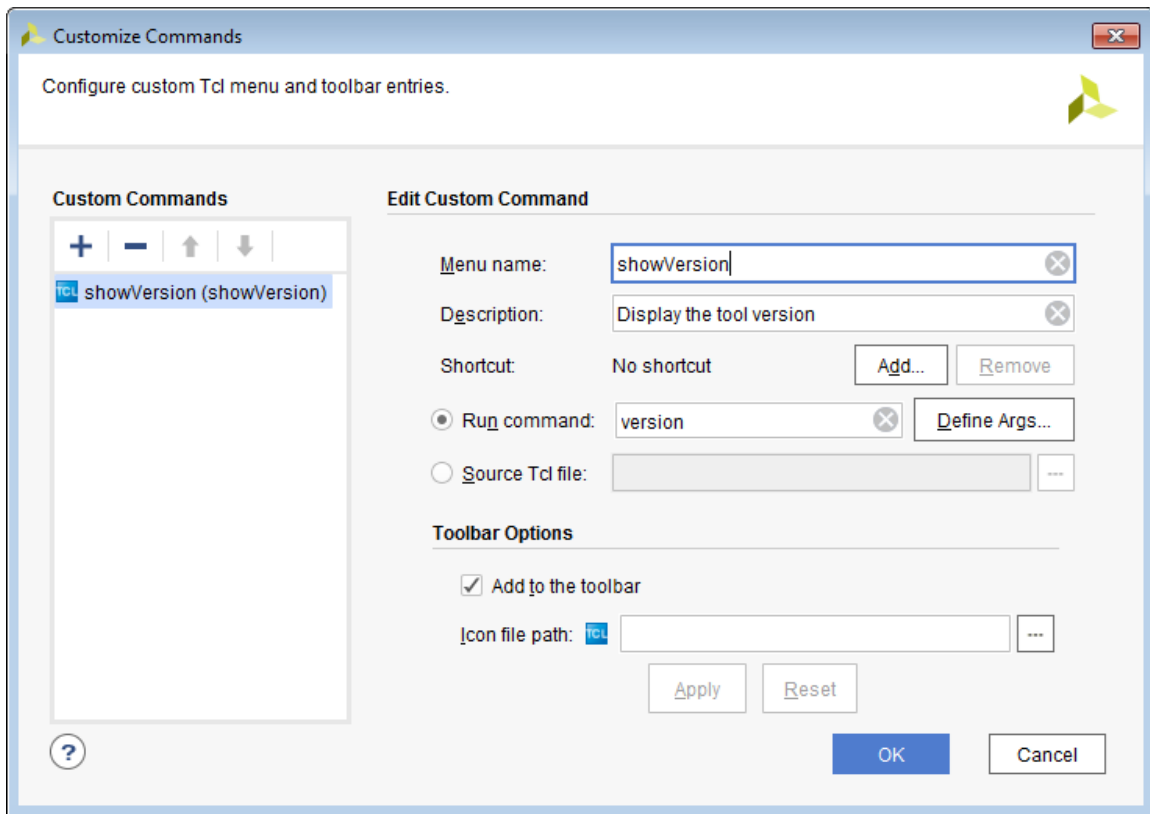 Customize Commands
Configure custom Tcl menu and toolbar entries.
Custom Commands
TCL showVersion (showVersion)
Edit Custom Command
Menu name: showVersion
Description: Display the tool version
Shortcut: No shortcut Add... Remove
Run command: version Define Args...
Source Tcl file: ...
Toolbar Options
Add to the toolbar
Icon file path: TCL ...
Apply Reset
? OK Cancel